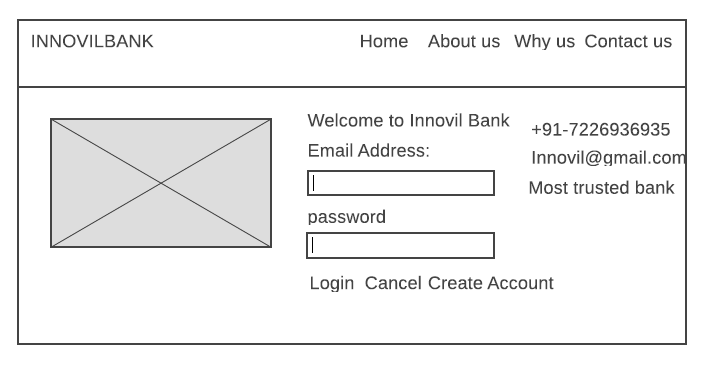 INNOVILBANK
Home About us Why us Contact us
Welcome to Innovil Bank
Email Address:
password
Login Cancel Create Account
+91-7226936935
Innovil@gmail.com
Most trusted bank